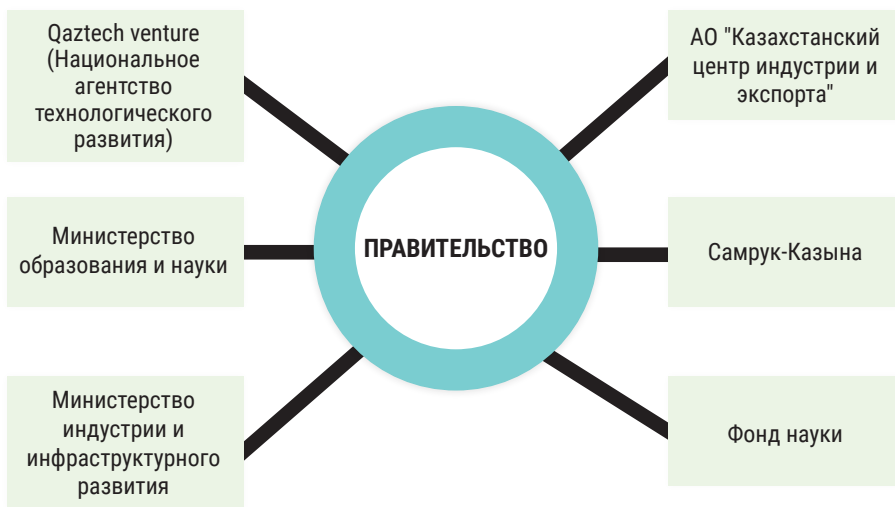 Qaztech venture
(Национальное
агентство
технологического
развития)
АО "Казахстанский
центр индустрии и
экспорта"
ПРАВИТЕЛЬСТВО
Министерство
образования и науки
Самрук-Казына
Министерство
индустрии и
инфраструктурного
развития
Фонд науки